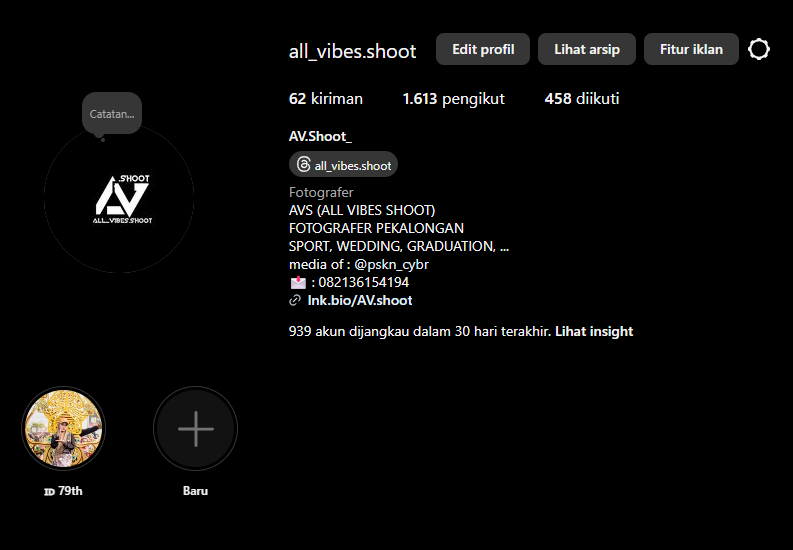 all_vibes.shoot Edit profil Lihat arsip Fitur iklan
62 kiriman 1.613 pengikut 458 diikuti
Catatan...
AV.Shoot_
all_vibes.shoot
.SHOOT
AV
ALL_VIBES.SHOOT
Fotografer
AVS (ALL VIBES SHOOT)
FOTOGRAFER PEKALONGAN
SPORT, WEDDING, GRADUATION, ...
media of : @pskn_cybr
📩 : 082136154194
lnk.bio/AV.shoot
939 akun dijangkau dalam 30 hari terakhir. Lihat insight
🆔 79th
Baru